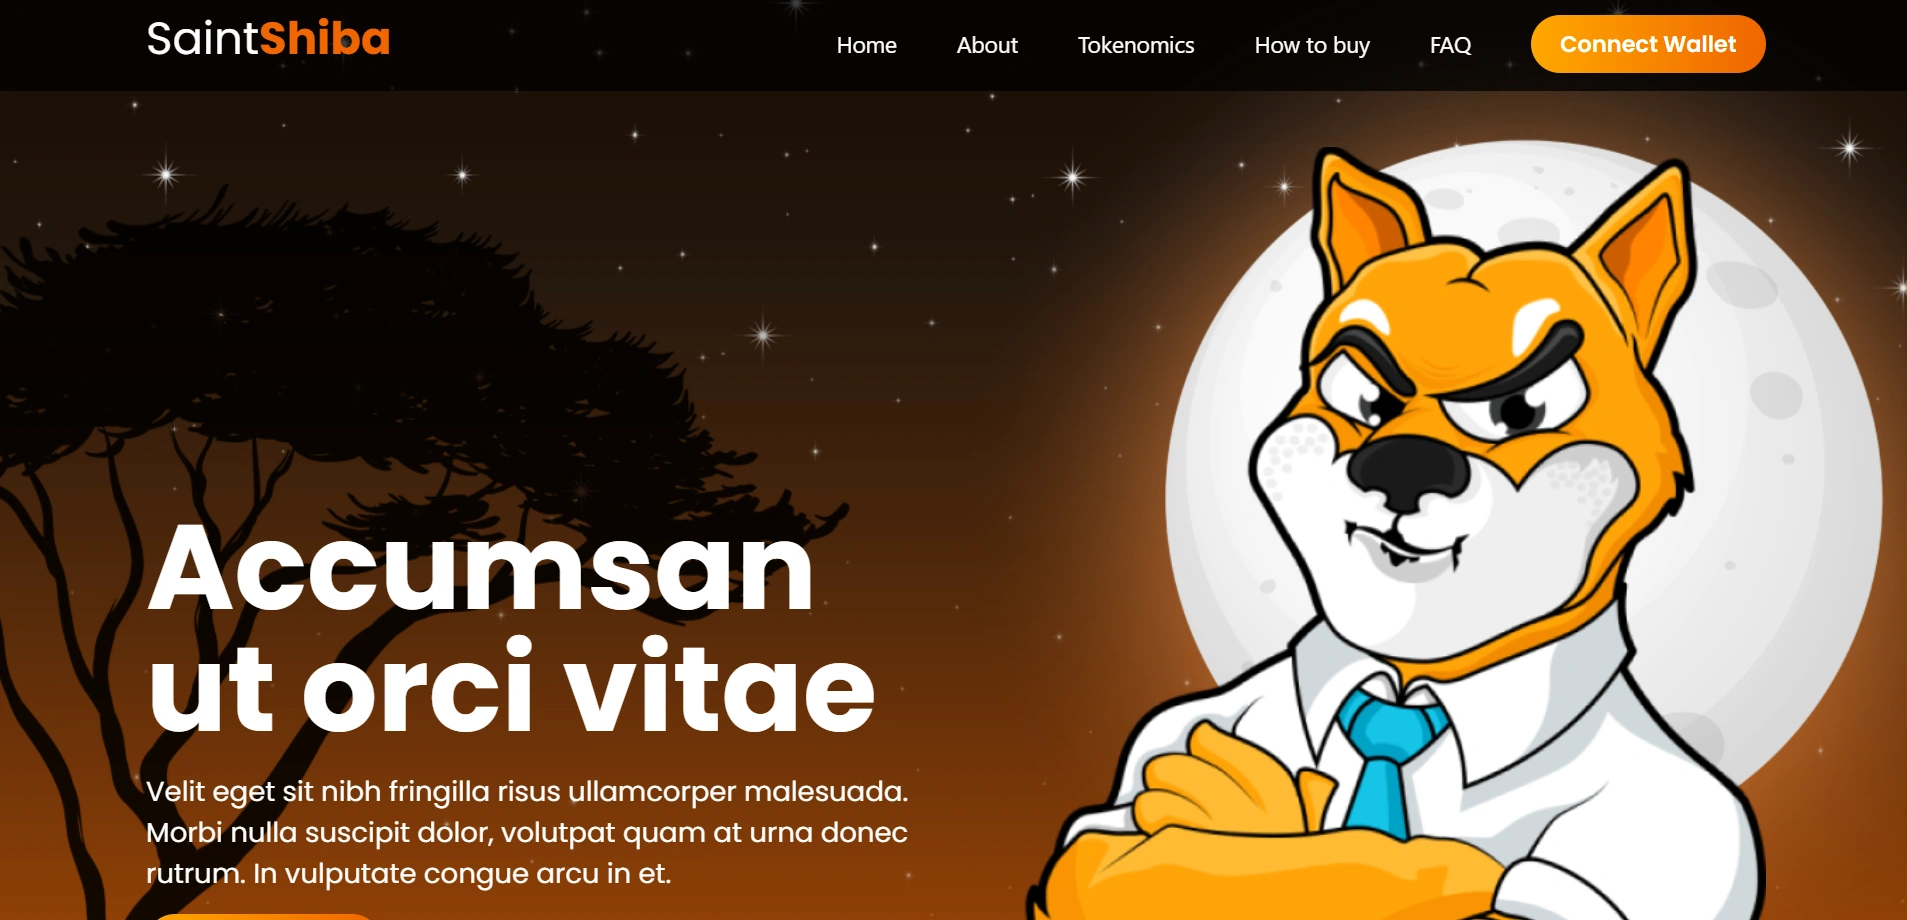 SaintShiba
Home About Tokenomics How to buy FAQ Connect Wallet
Accumsan
ut orci vitae
Velit eget sit nibh fringilla risus ullamcorper malesuada.
Morbi nulla suscipit dolor, volutpat quam at urna donec
rutrum. In vulputate congue arcu in et.